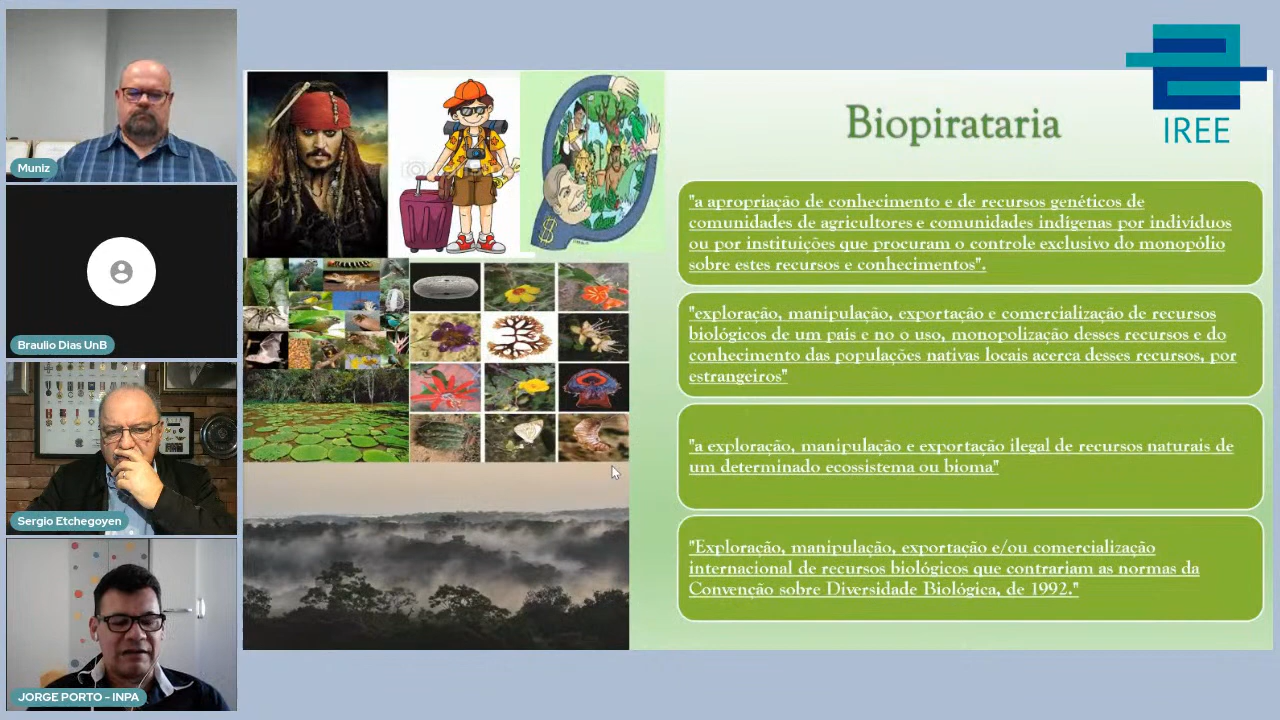 Muniz
Braulio Dias UnB
Sergio Etchegoyen
JORGE PORTO - INPA
$
IREE
Biopirataria
"a apropriação de conhecimento e de recursos genéticos de
comunidades de agricultores e comunidades indígenas por indivíduos
ou por instituições que procuram o controle exclusivo do monopólio
sobre estes recursos e conhecimentos".
"exploração, manipulação, exportação e comercialização de recursos
biológicos de um país e no o uso, monopolização desses recursos e do
conhecimento das populações nativas locais acerca desses recursos, por
estrangeiros"
"a exploração, manipulação e exportação ilegal de recursos naturais de
um determinado ecossistema ou bioma"
"Exploração, manipulação, exportação e/ou comercialização
internacional de recursos biológicos que contrariam as normas da
Convenção sobre Diversidade Biológica, de 1992."